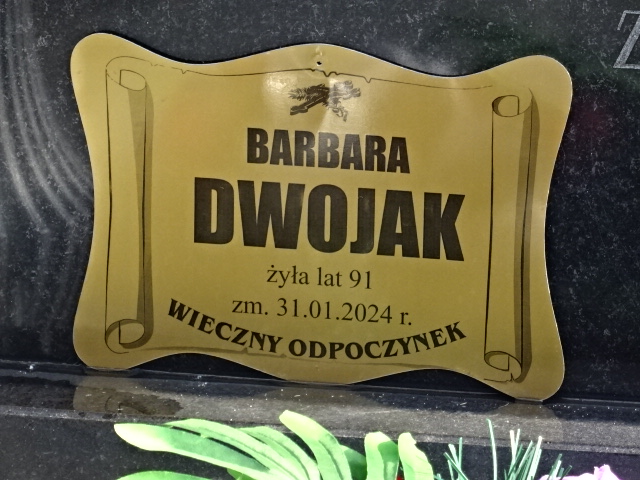 BARBARA
DWOJAK
żyła lat 91
zm. 31.01.2024 r.
WIECZNY ODPOCZYNEK